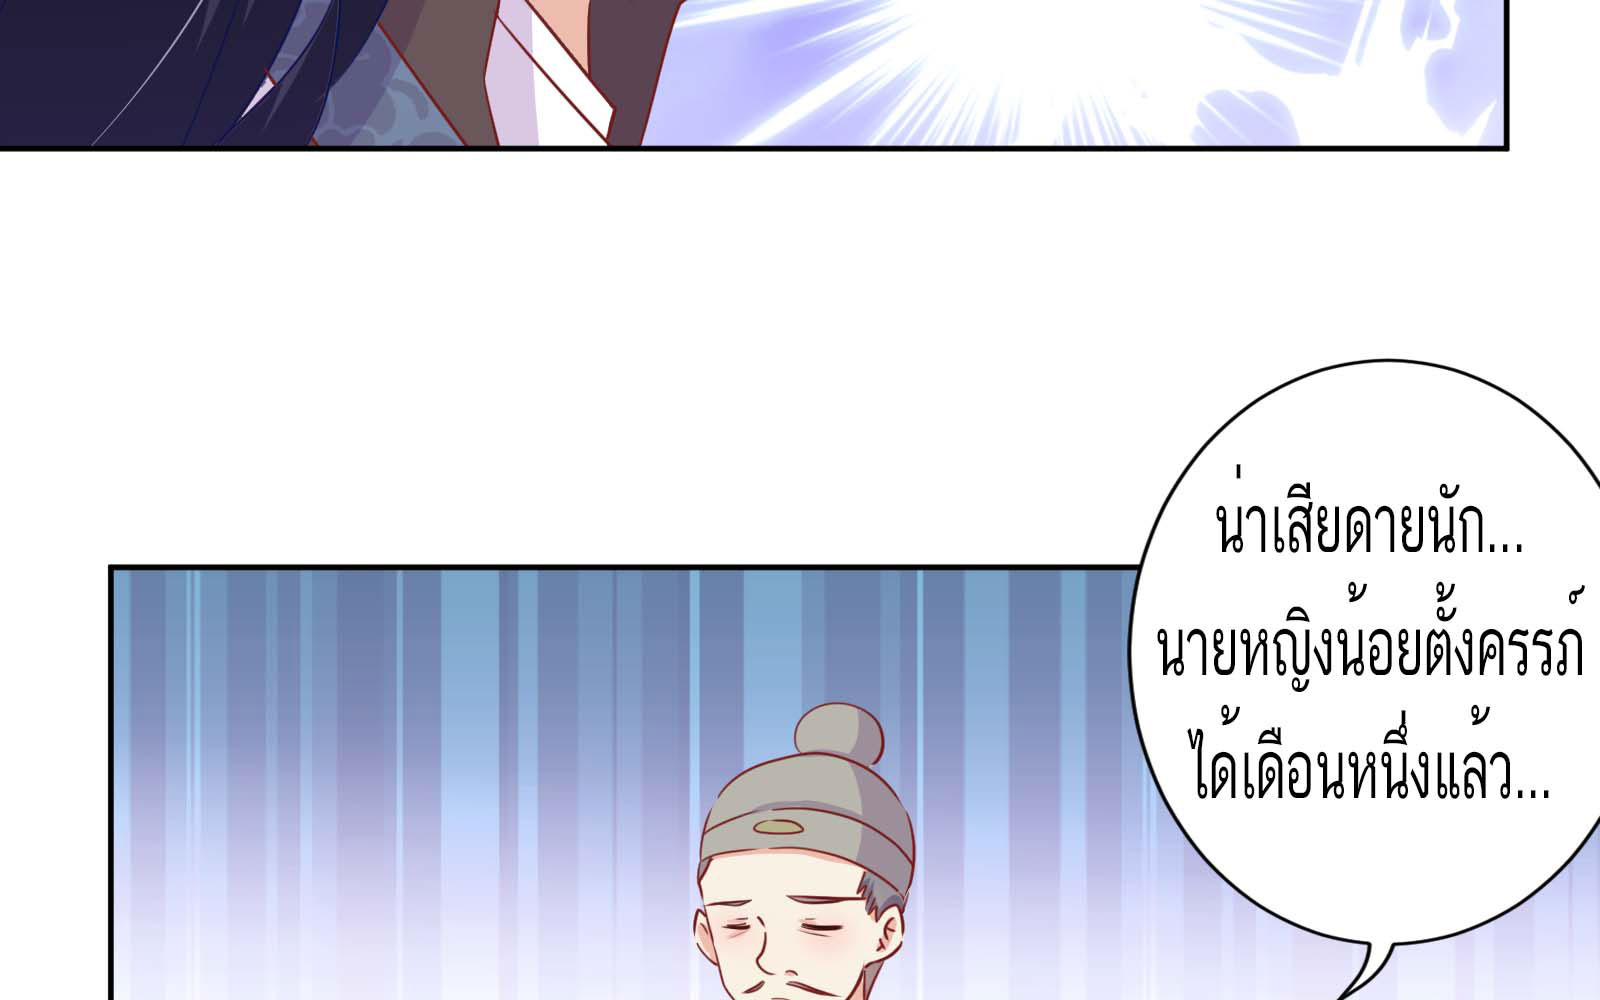 น่าเสียดายนัก...
นายหญิงน้อยตั้งครรภ์
ได้เดือนหนึ่งแล้ว...